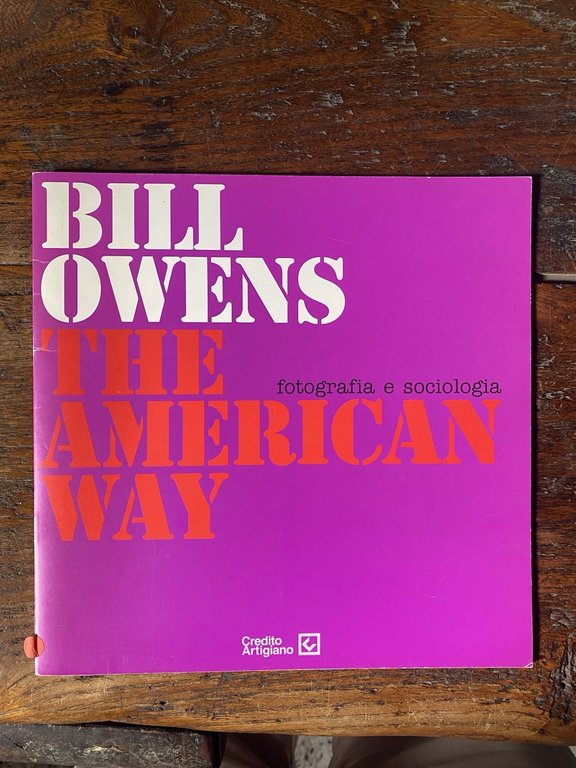 BILL
OWENS
THE
fotografia e sociologia
AMERICAN
WAY
Credito
Artigiano